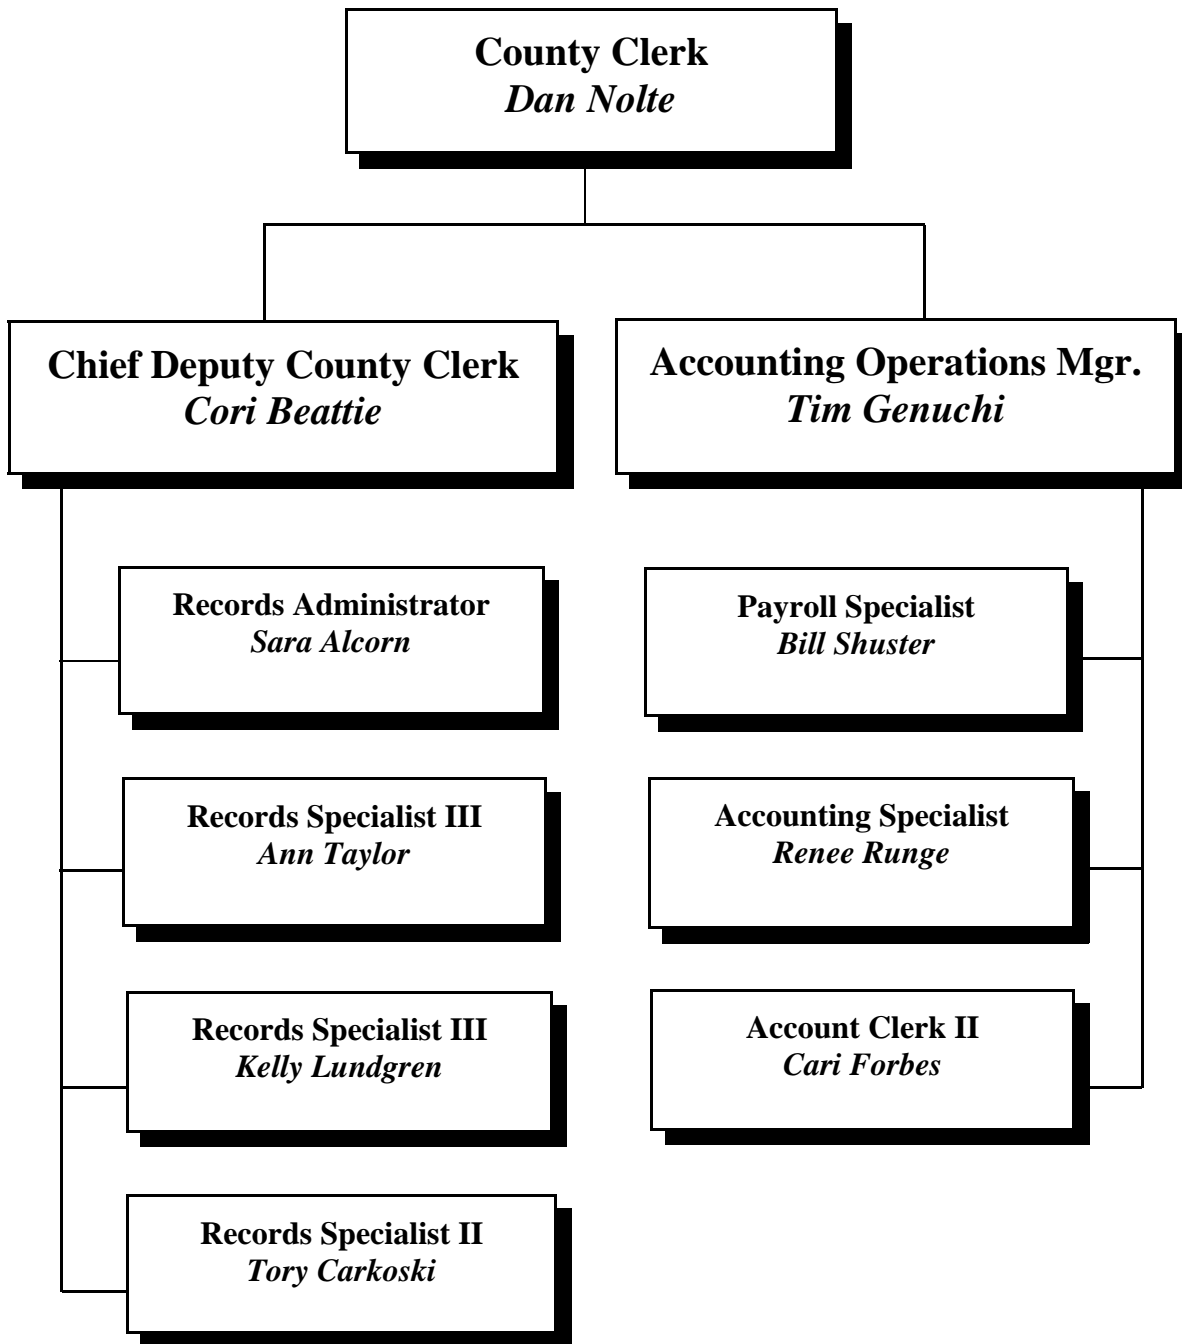 County Clerk
Dan Nolte
Chief Deputy County Clerk
Cori Beattie
Accounting Operations Mgr.
Tim Genuchi
Records Administrator
Sara Alcorn
Records Specialist III
Ann Taylor
Records Specialist III
Kelly Lundgren
Records Specialist II
Tory Carkoski
Payroll Specialist
Bill Shuster
Accounting Specialist
Renee Runge
Account Clerk II
Cari Forbes